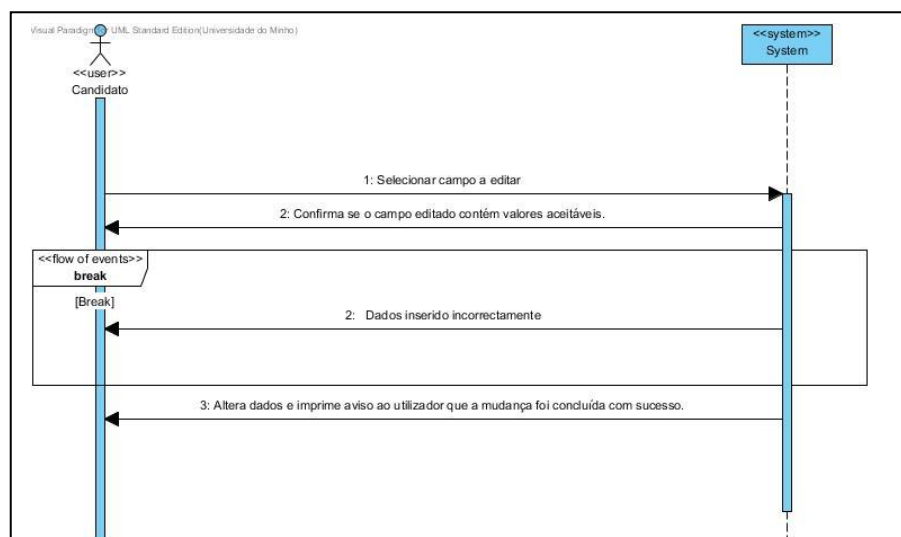 Visual Paradigm for UML Standard Edition(Universidade do Minho)
<<user>>
Candidato
<<system>>
System
1: Selecionar campo a editar
2: Confirma se o campo editado contém valores aceitáveis.
<<flow of events>>
break
[Break]
2: Dados inserido incorrectamente
3: Altera dados e imprime aviso ao utilizador que a mudança foi concluída com sucesso.